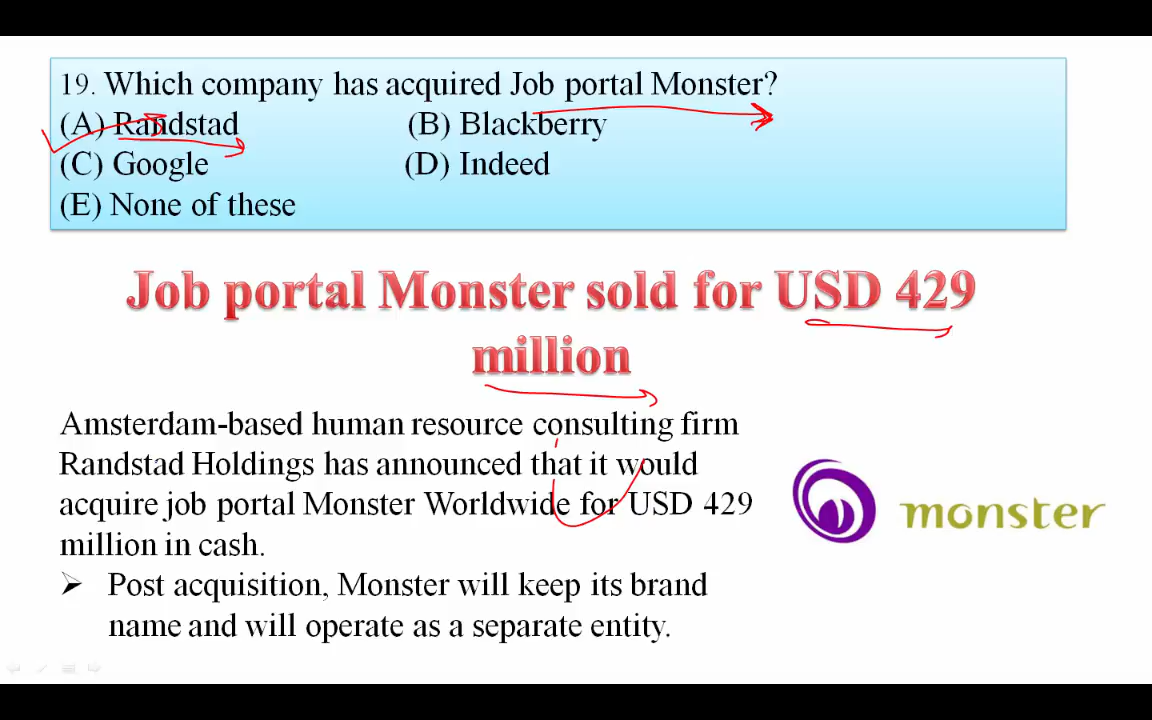 19. Which company has acquired Job portal Monster?
(A) Randstad (B) Blackberry
(C) Google (D) Indeed
(E) None of these
Job portal Monster sold for USD 429
million
Amsterdam-based human resource consulting firm
Randstad Holdings has announced that it would
acquire job portal Monster Worldwide for USD 429
million in cash.
Post acquisition, Monster will keep its brand
name and will operate as a separate entity.
monster